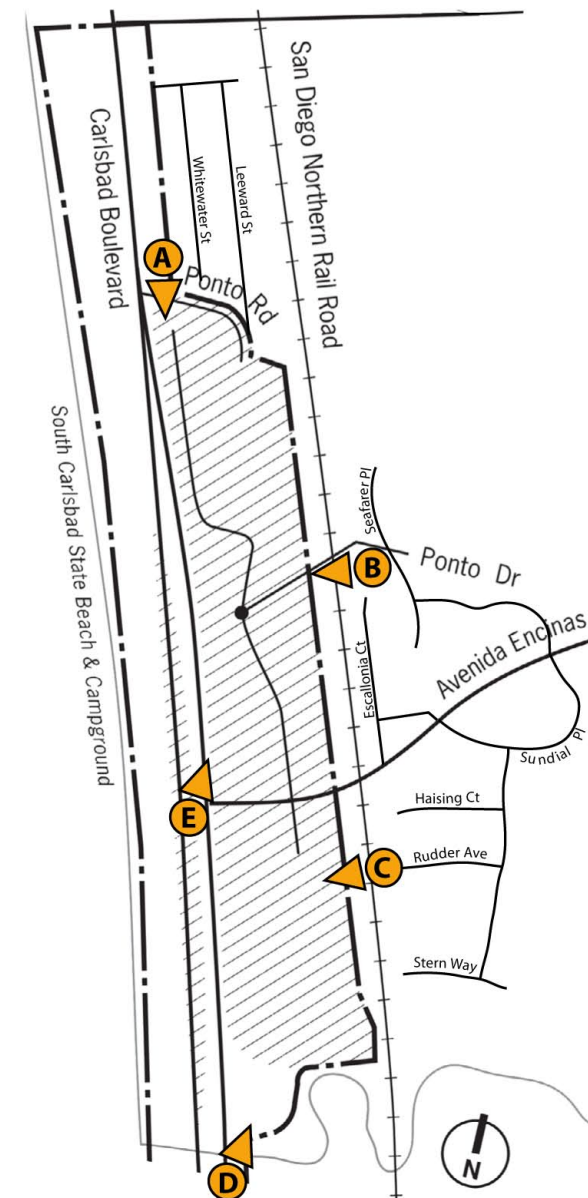 San Diego Northern Rail Road
Carlsbad Boulevard
Whitewater St
Leeward St
A
Ponto Rd
South Carlsbad State Beach & Campground
Seafarer Pl
B
Ponto Dr
Avenida Encinas
Escallonia Ct
Sundial Pl
E
Haising Ct
C
Rudder Ave
Stern Way
D
N